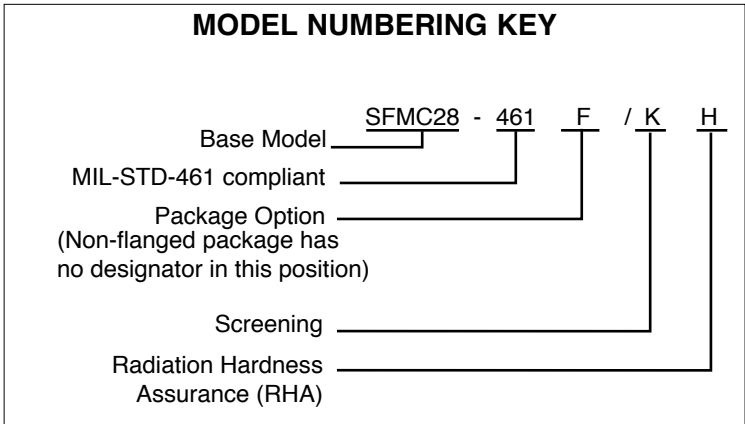 MODEL NUMBERING KEY
SFMC28 - 461 F / K H
Base Model
MIL-STD-461 compliant
Package Option
(Non-flanged package has
no designator in this position)
Screening
Radiation Hardness
Assurance (RHA)